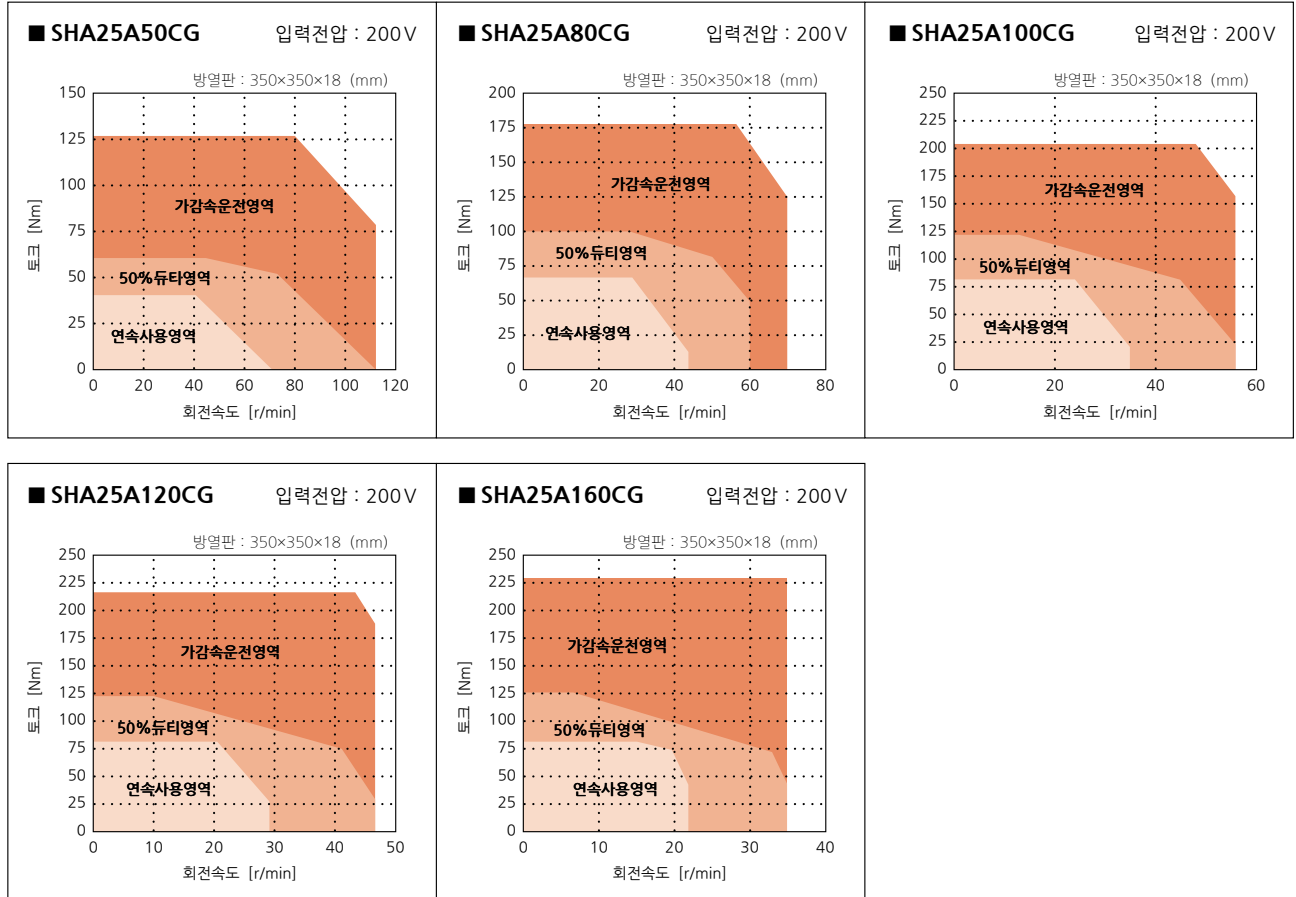 ■ SHA25A50CG 입력전압 : 200V
방열판 : 350×350×18 (mm)
150
125
100
75
50
25
0
토크 [Nm]
가감속운전영역
50%듀티영역
연속사용영역
0 20 40 60 80 100 120
회전속도 [r/min]
■ SHA25A80CG 입력전압 : 200V
방열판 : 350×350×18 (mm)
200
175
150
125
100
75
50
25
0
토크 [Nm]
가감속운전영역
50%듀티영역
연속사용영역
0 20 40 60 80
회전속도 [r/min]
■ SHA25A100CG 입력전압 : 200V
방열판 : 350×350×18 (mm)
250
225
200
175
150
125
100
75
50
25
0
토크 [Nm]
가감속운전영역
50%듀티영역
연속사용영역
0 20 40 60
회전속도 [r/min]
■ SHA25A120CG 입력전압 : 200V
방열판 : 350×350×18 (mm)
250
225
200
175
150
125
100
75
50
25
0
토크 [Nm]
가감속운전영역
50%듀티영역
연속사용영역
0 10 20 30 40 50
회전속도 [r/min]
■ SHA25A160CG 입력전압 : 200V
방열판 : 350×350×18 (mm)
250
225
200
175
150
125
100
75
50
25
0
토크 [Nm]
가감속운전영역
50%듀티영역
연속사용영역
0 10 20 30 40
회전속도 [r/min]